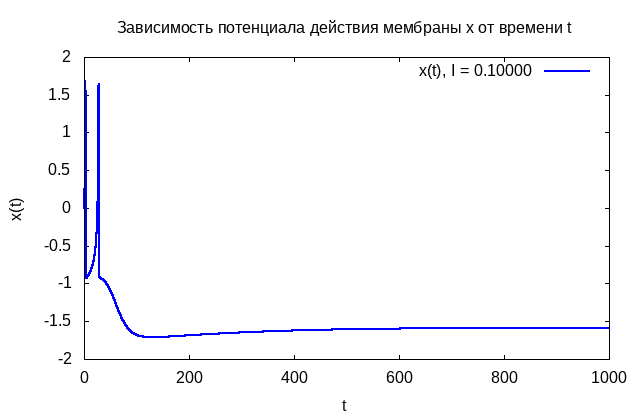 Зависимость потенциала действия мембраны x от времени t
x(t), I = 0.10000
2
1.5
1
0.5
0
-0.5
-1
-1.5
-2
x(t)
0 200 400 600 800 1000
t